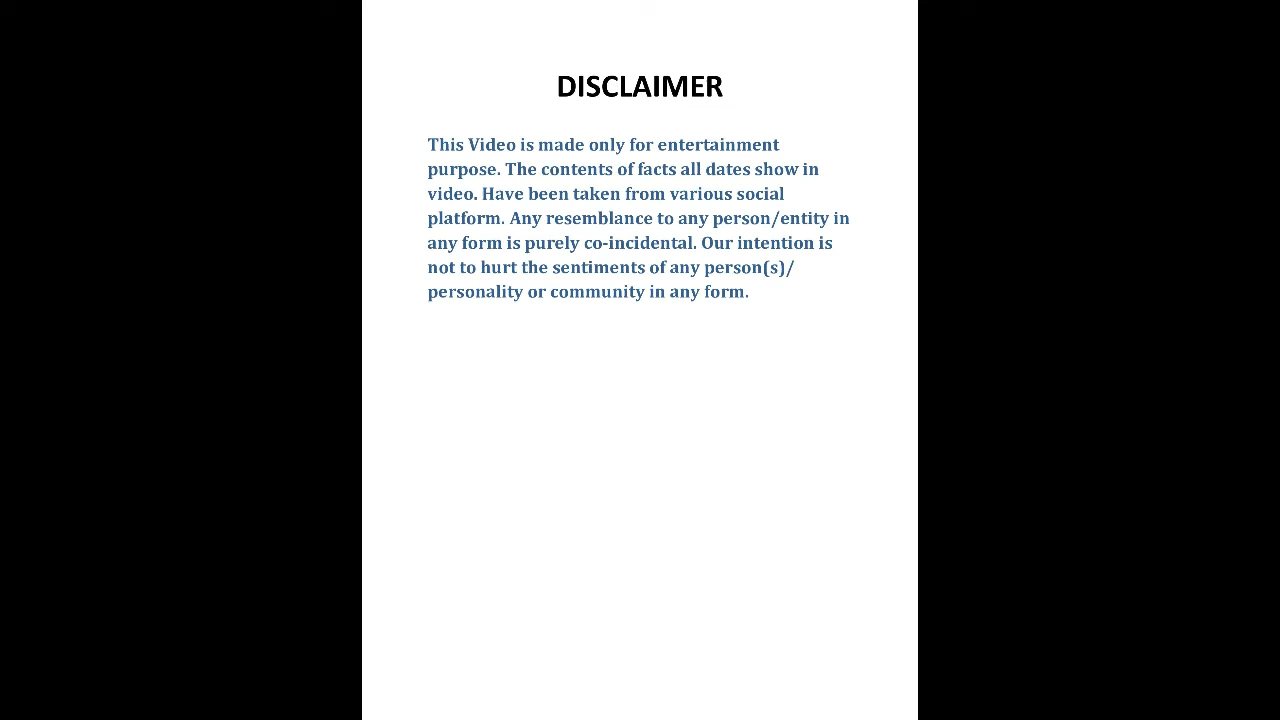 DISCLAIMER
This Video is made only for entertainment
purpose. The contents of facts all dates show in
video. Have been taken from various social
platform. Any resemblance to any person/entity in
any form is purely co-incidental. Our intention is
not to hurt the sentiments of any person(s)/
personality or community in any form.